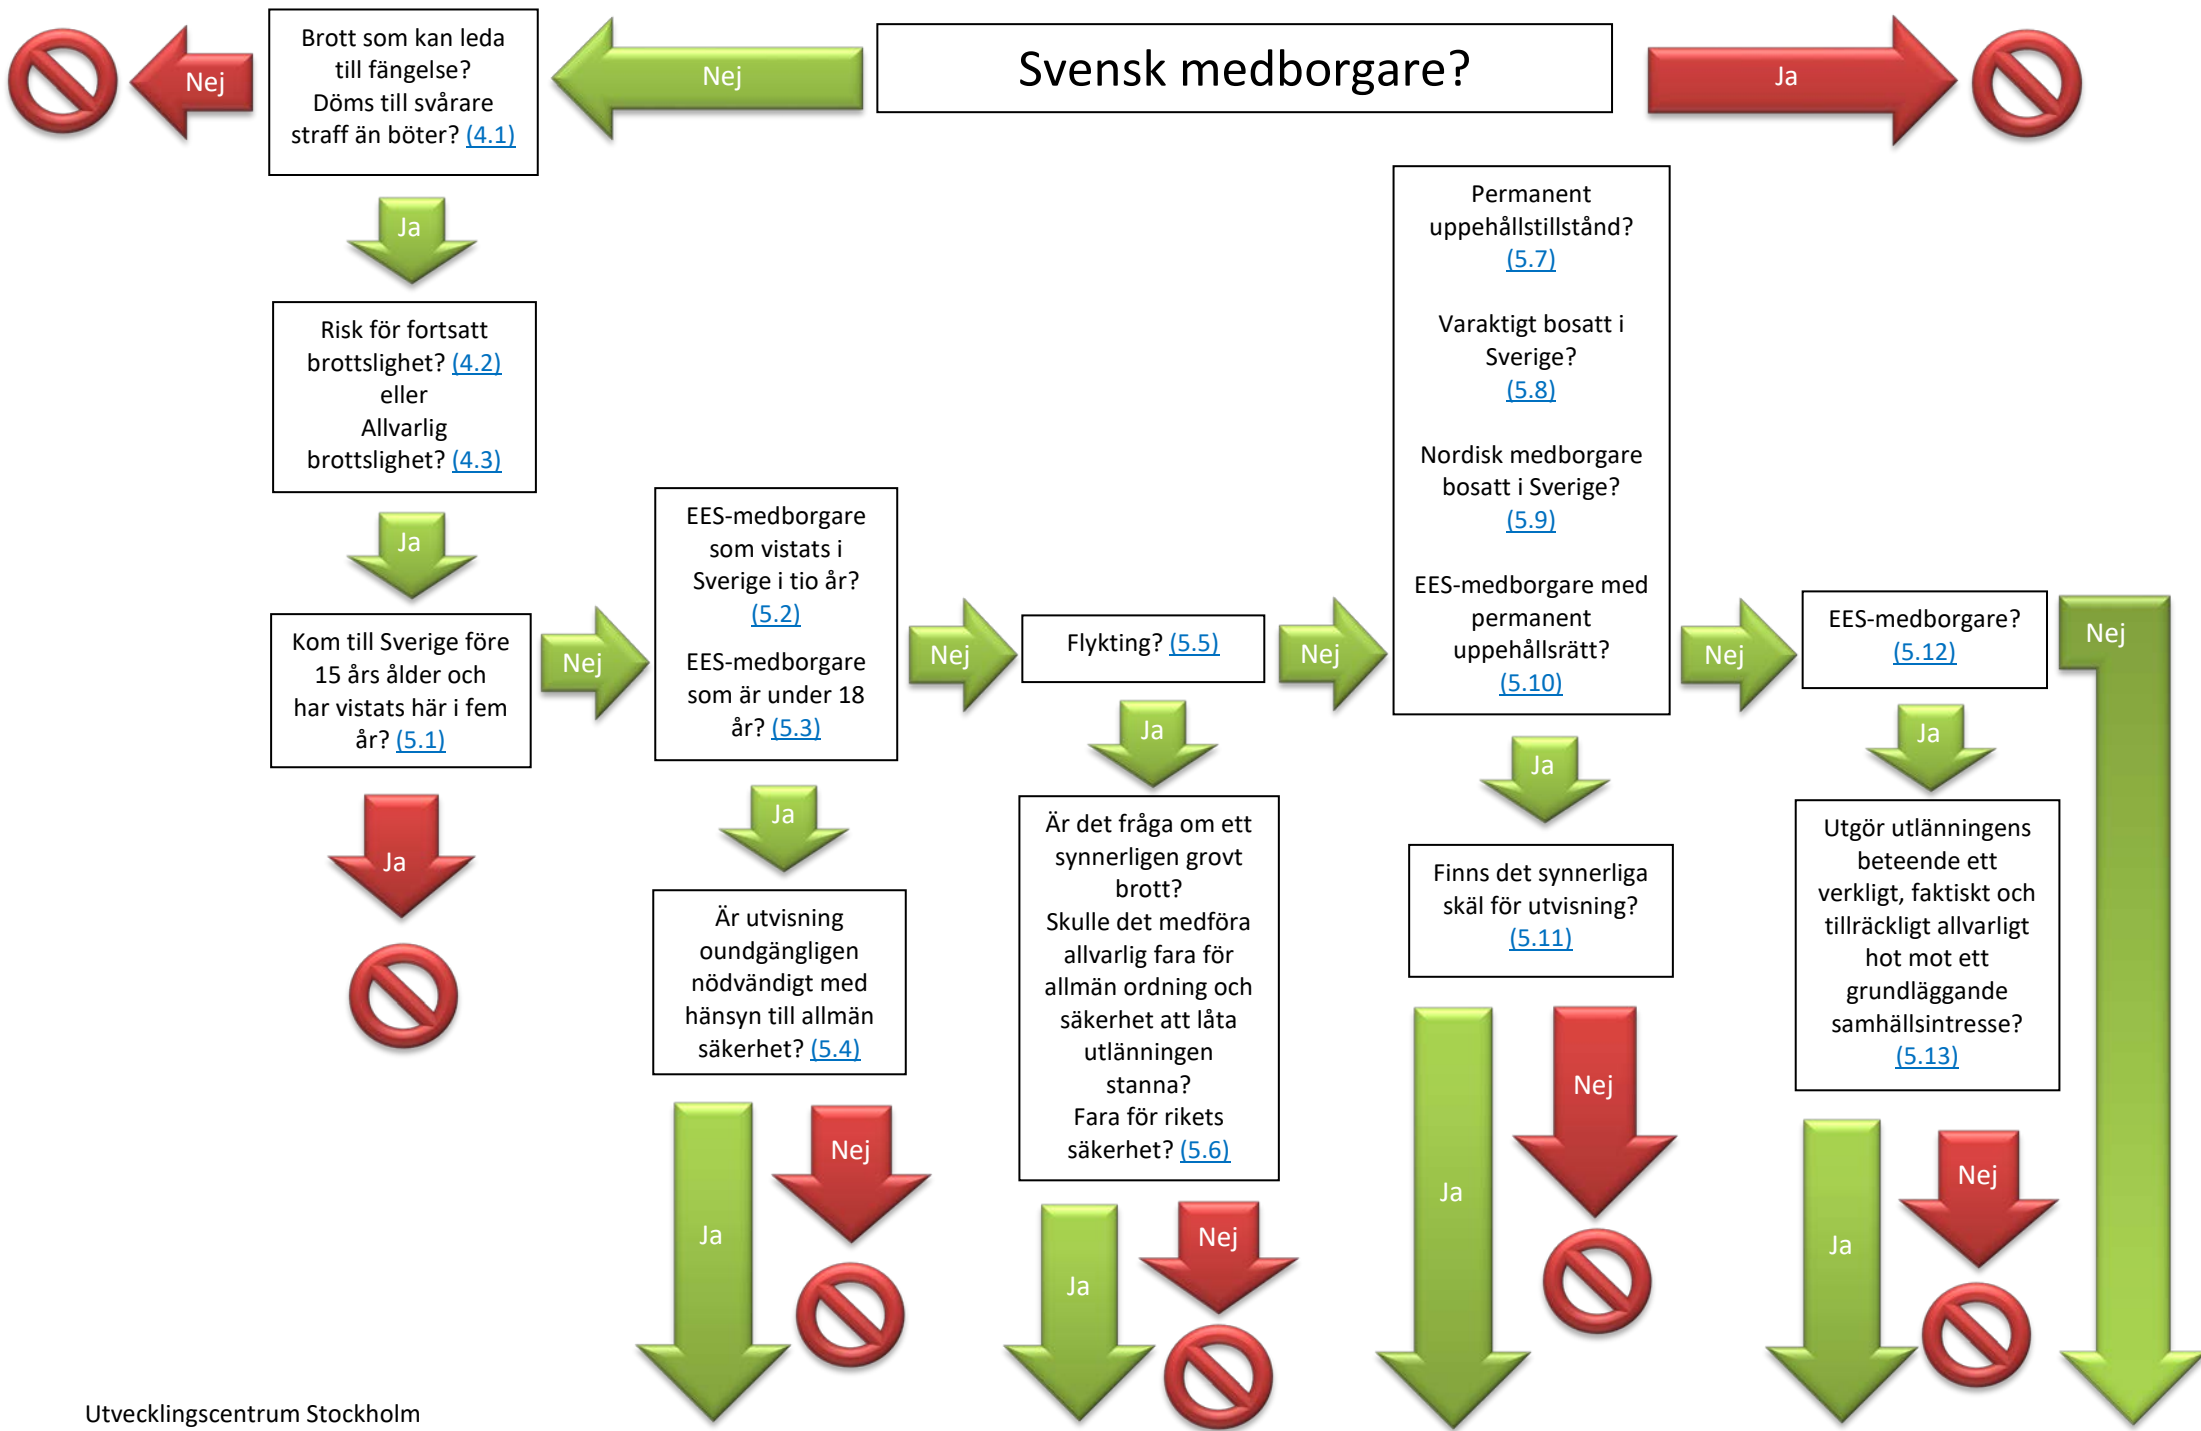 Svensk medborgare?
Ja
Nej
Brott som kan leda
till fängelse?
Döms till svårare
straff än böter? (4.1)
Nej
Ja
Risk för fortsatt
brottslighet? (4.2)
eller
Allvarlig
brottslighet? (4.3)
Ja
Kom till Sverige före
15 års ålder och
har vistats här i fem
år? (5.1)
Ja
Nej
EES-medborgare
som vistats i
Sverige i tio år?
(5.2)
EES-medborgare
som är under 18
år? (5.3)
Ja
Är utvisning
oundgängligen
nödvändigt med
hänsyn till allmän
säkerhet? (5.4)
Ja
Nej
Nej
Flykting? (5.5)
Ja
Är det fråga om ett
synnerligen grovt
brott?
Skulle det medföra
allvarlig fara för
allmän ordning och
säkerhet att låta
utlänningen
stanna?
Fara för rikets
säkerhet? (5.6)
Ja
Nej
Nej
Permanent
uppehållstillstånd?
(5.7)
Varaktigt bosatt i
Sverige?
(5.8)
Nordisk medborgare
bosatt i Sverige?
(5.9)
EES-medborgare med
permanent
uppehållsrätt?
(5.10)
Ja
Finns det synnerliga
skäl för utvisning?
(5.11)
Ja
Nej
Nej
EES-medborgare?
(5.12)
Ja
Utgör utlänningens
beteende ett
verkligt, faktiskt och
tillräckligt allvarligt
hot mot ett
grundläggande
samhällsintresse?
(5.13)
Ja
Nej
Nej
Utvecklingscentrum Stockholm